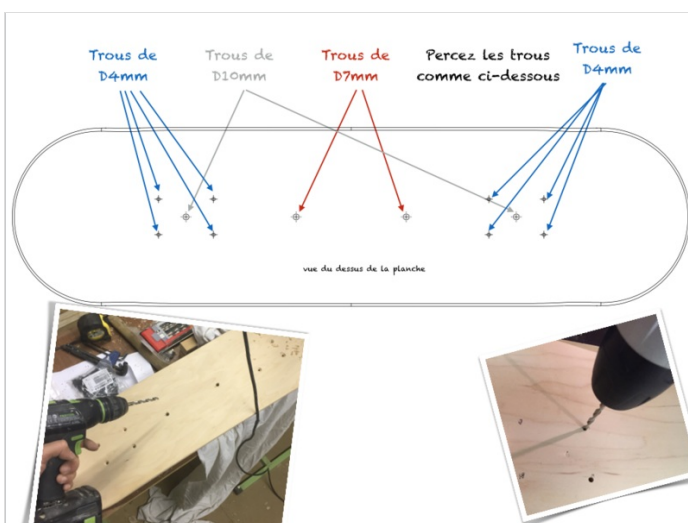 Trous de
D4mm
Trous de
D10mm
Trous de
D7mm
Percez les trous
comme ci-dessous
Trous de
D4mm
vue du dessus de la planche